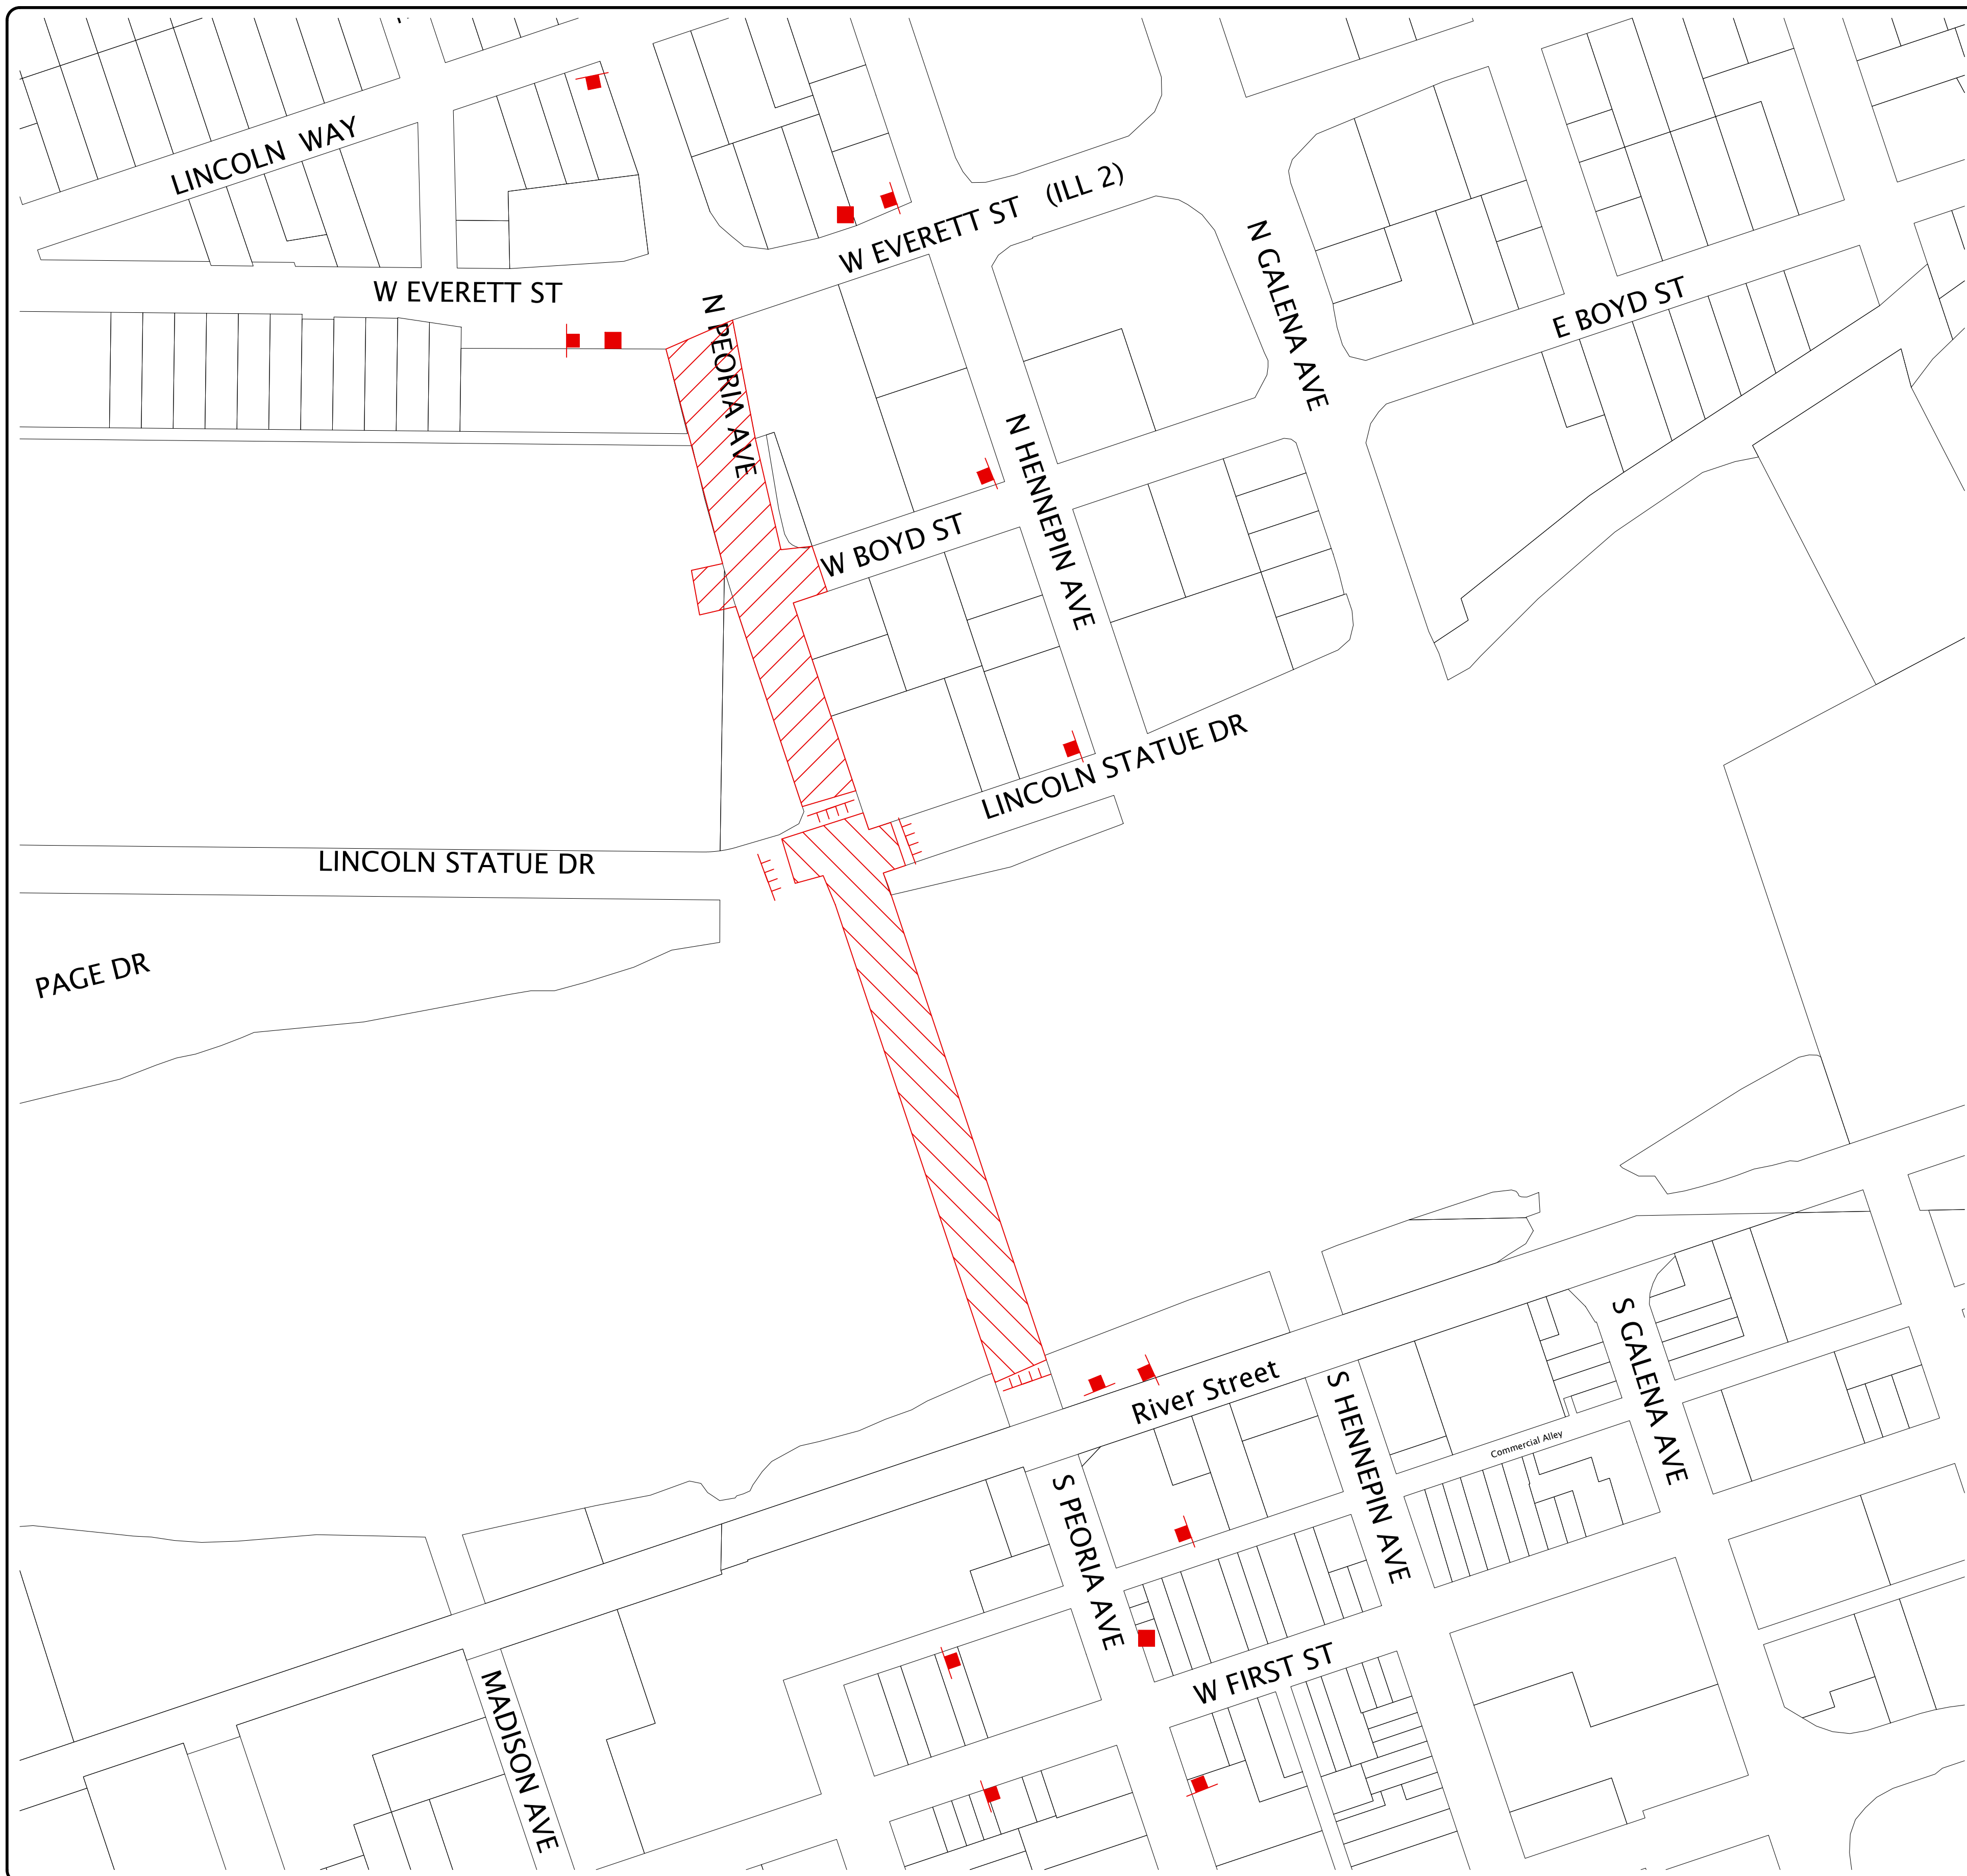 LINCOLN WAY
W EVERETT ST (ILL 2)
N GALENA AVE
W EVERETT ST
N PEORIA AVE
E BOYD ST
N HENNEPIN AVE
W BOYD ST
LINCOLN STATUE DR
LINCOLN STATUE DR
PAGE DR
River Street
S GALENA AVE
S HENNEPIN AVE
Commercial Alley
S PEORIA AVE
W FIRST ST
MADISON AVE